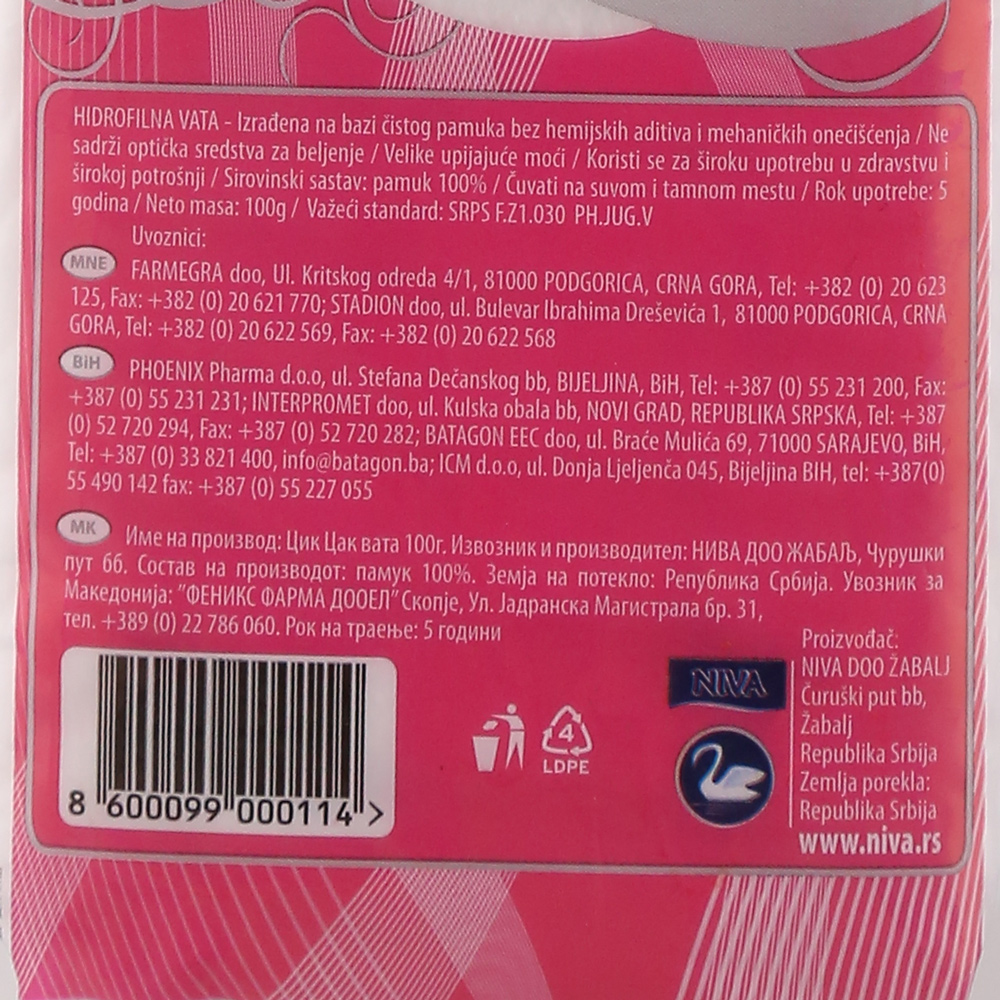 HIDROFILNA VATA - Izrađena na bazi čistog pamuka bez hemijskih aditiva i mehaničkih onečišćenja / Ne
sadrži optička sredstva za beljenje / Velike upijajuće moći / Koristi se za široku upotrebu u zdravstvu i
širokoj potrošnji / Sirovinski sastav: pamuk 100% / Čuvati na suvom i tamnom mestu / Rok upotrebe: 5
godina / Neto masa: 100g / Važeći standard: SRPS F.Z1.030 PH.JUG.V
Uvoznici:
MNE FARMEGRA doo, Ul. Kritskog odreda 4/1, 81000 PODGORICA, CRNA GORA, Tel: +382 (0) 20 623
125, Fax: +382 (0) 20 621 770; STADION doo, ul. Bulevar Ibrahima Dreševića 1, 81000 PODGORICA, CRNA
GORA, Tel: +382 (0) 20 622 569, Fax: +382 (0) 20 622 568
BiH PHOENIX Pharma d.o.o, ul. Stefana Dečanskog bb, BIJELJINA, BiH, Tel: +387 (0) 55 231 200, Fax:
+387 (0) 55 231 231; INTERPROMET doo, ul. Kulska obala bb, NOVI GRAD, REPUBLIKA SRPSKA, Tel: +387
(0) 52 720 294, Fax: +387 (0) 52 720 282; BATAGON EEC doo, ul. Braće Mulića 69, 71000 SARAJEVO, BiH,
Tel: +387 (0) 33 821 400, info@batagon.ba; ICM d.o.o, ul. Donja Ljeljenča 045, Bijeljina BIH, tel: +387(0)
55 490 142 fax: +387 (0) 55 227 055
MK Име на производ: Цик Цак вата 100г. Извозник и производител: НИВА ДОО ЖАБАЉ, Чурушки
пут бб. Состав на производот: памук 100%. Земја на потекло: Република Србија. Увозник за
Македонија: "ФЕНИКС ФАРМА ДООЕЛ" Скопје, Ул. Јадранска Магистрала бр. 31,
тел. +389 (0) 22 786 060. Рок на траење: 5 години
8 600099 000114 >
4
LDPE
NIVA
Proizvođač:
NIVA DOO ŽABALJ
Čuruški put bb,
Žabalj
Republika Srbija
Zemlja porekla:
Republika Srbija
www.niva.rs